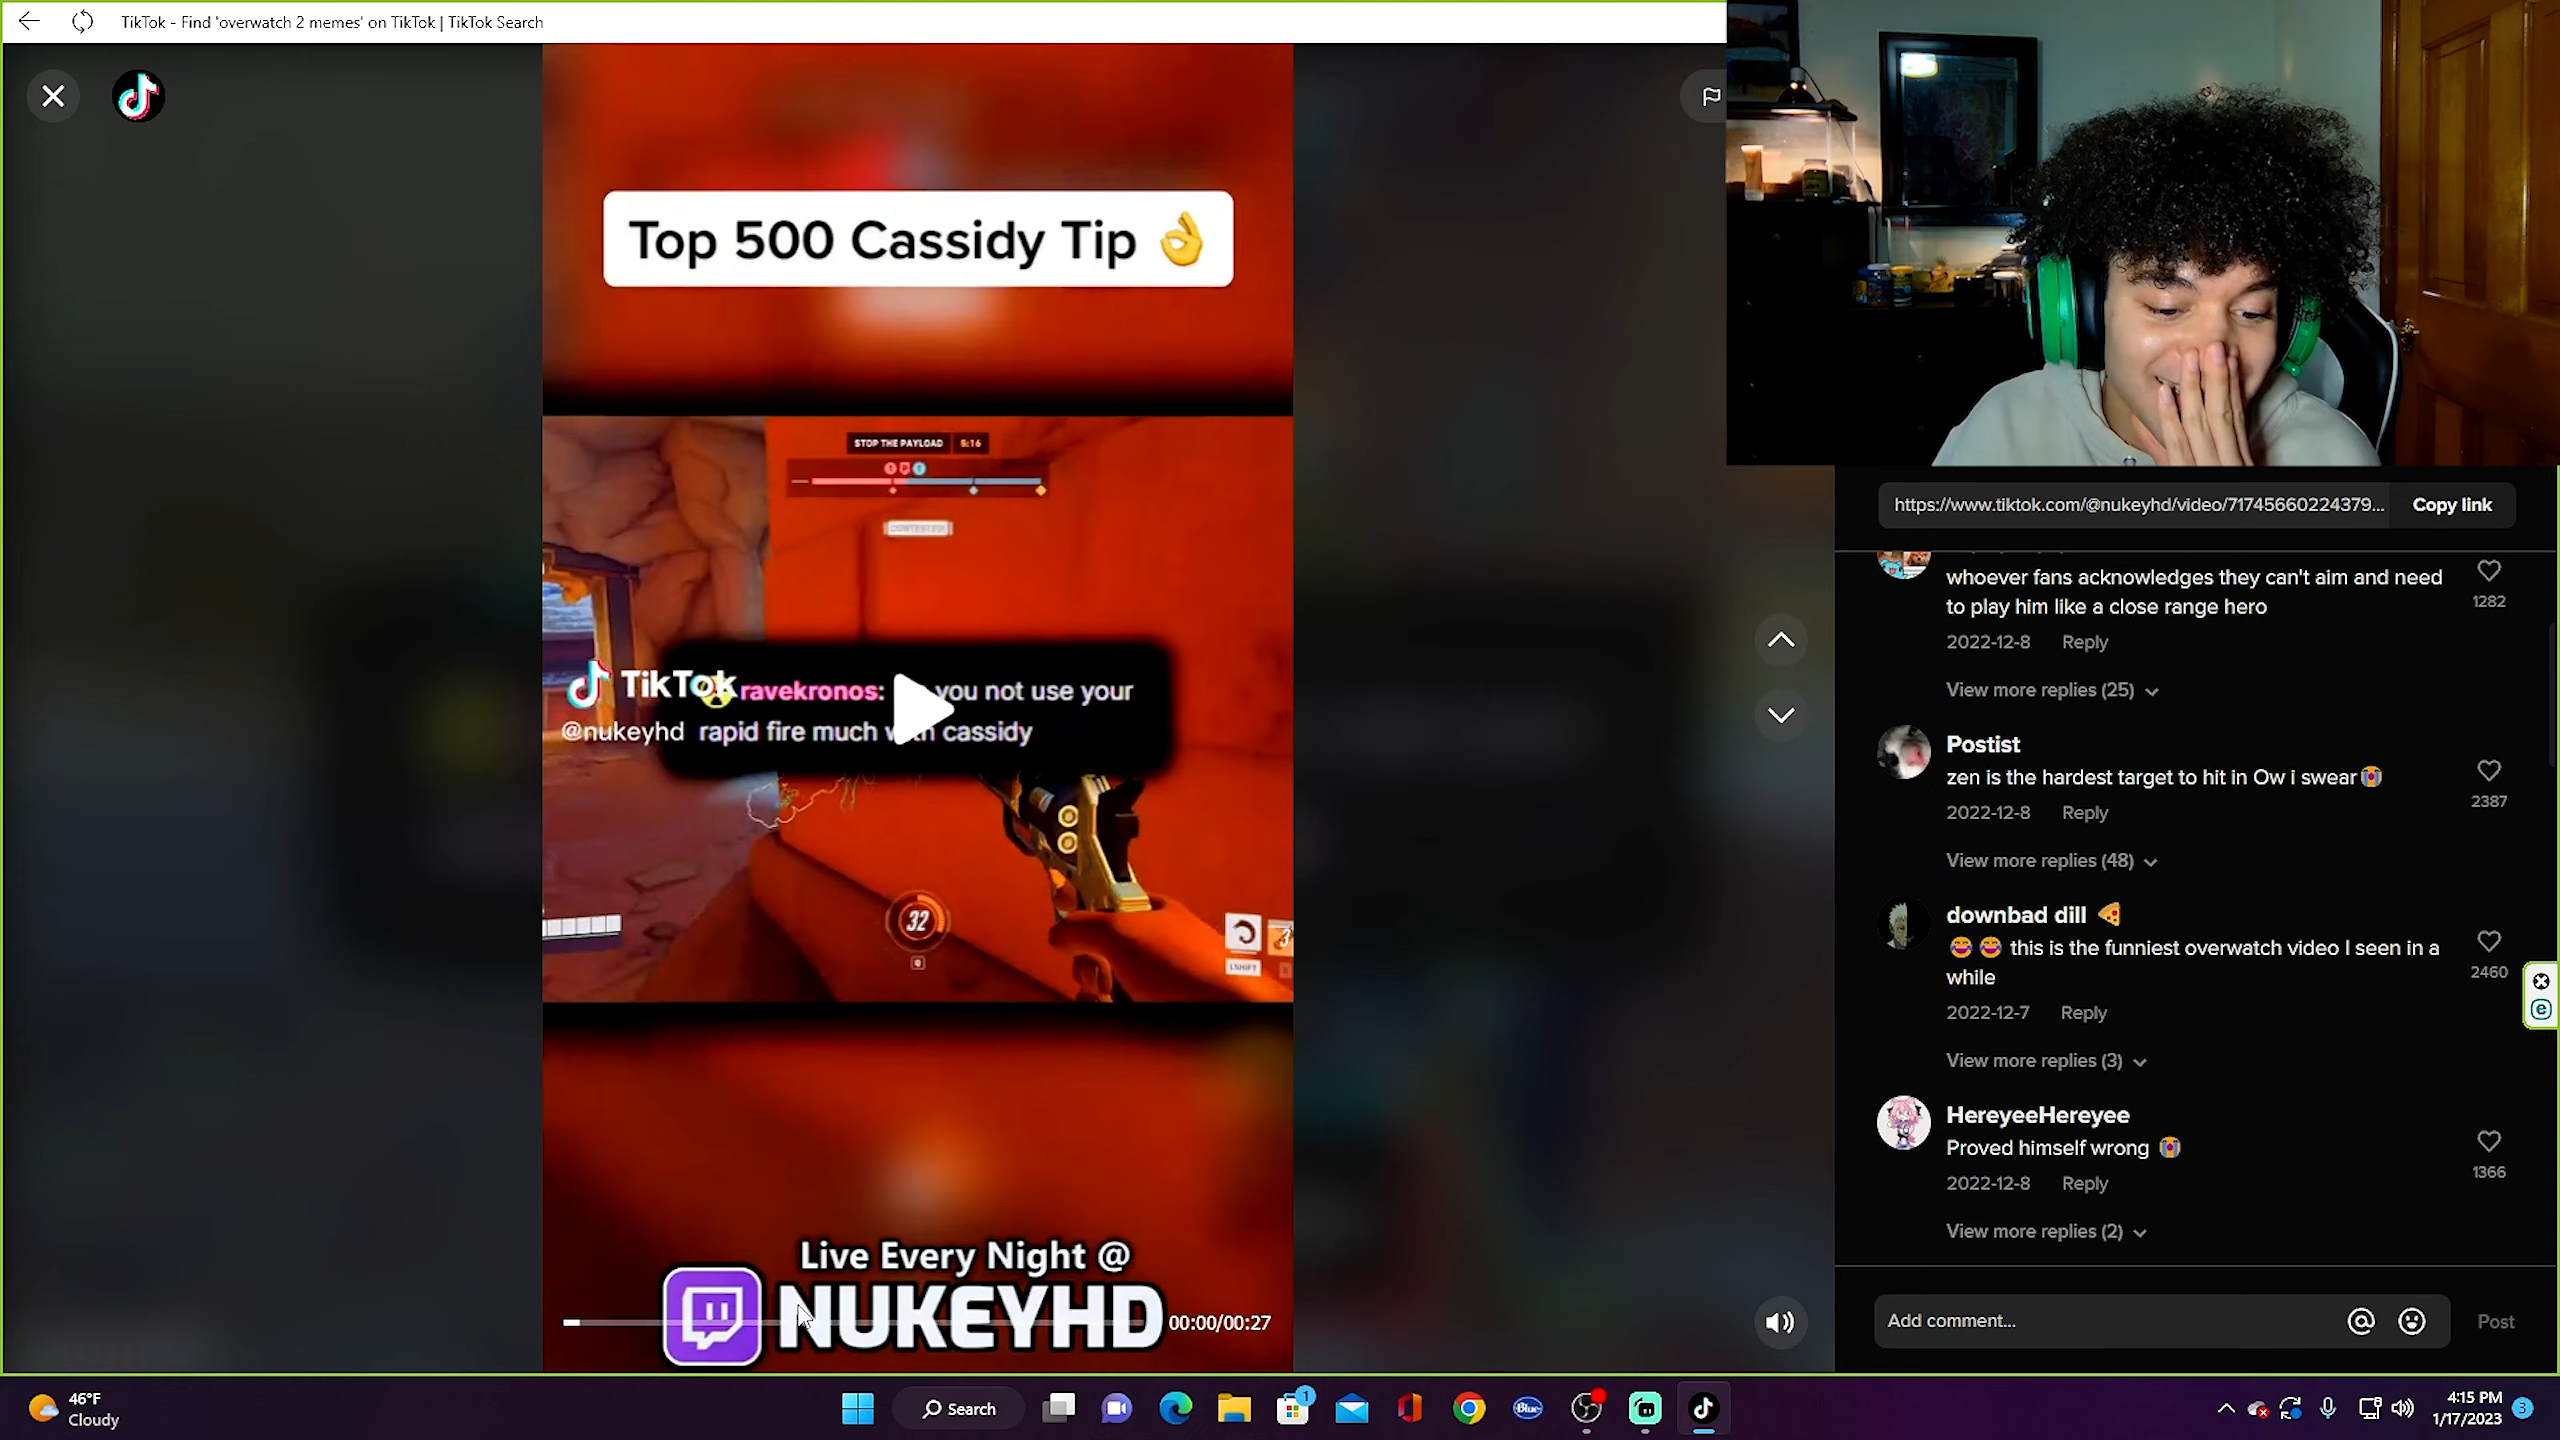 TikTok - Find 'overwatch 2 memes' on TikTok | TikTok Search
Top 500 Cassidy Tip 👌
STOP THE PAYLOAD 5:16
CONTESTED
TikTok
@nukeyhd
ravekronos: you not use your
rapid fire much cassidy
32
Q
LSHIFT
Live Every Night @
NUKEYHD
00:00/00:27
https://www.tiktok.com/@nukeyhd/video/71745660224379...
Copy link
whoever fans acknowledges they can't aim and need
to play him like a close range hero
1282
2022-12-8 Reply
View more replies (25)
Postist
zen is the hardest target to hit in Ow i swear😭
2387
2022-12-8 Reply
View more replies (48)
downbad dill 🍕
😂 😂 this is the funniest overwatch video I seen in a
while
2460
2022-12-7 Reply
View more replies (3)
HereyeeHereyee
Proved himself wrong 😭
1366
2022-12-8 Reply
View more replies (2)
Add comment...
Post
46°F
Cloudy
Search
1
Blue
4:15 PM
1/17/2023
3